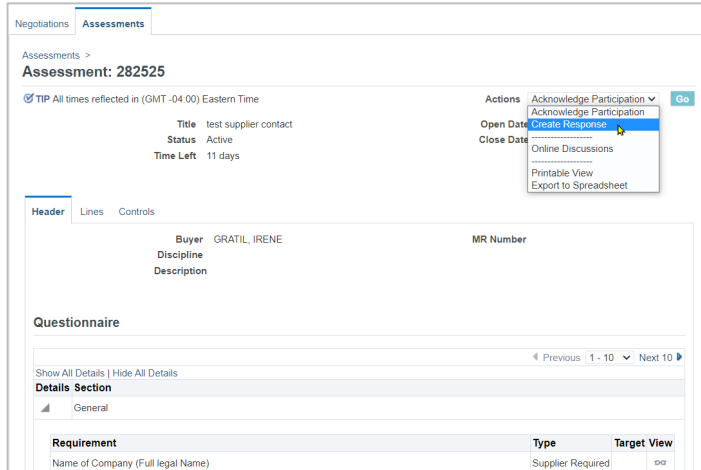 Negotiations Assessments
Assessments >
Assessment: 282525
TIP All times reflected in (GMT -04:00) Eastern Time
Actions Acknowledge Participation Go
Acknowledge Participation
Title test supplier contact
Open Date
Create Response
Status Active
Close Date
-------------------
Online Discussions
Time Left 11 days
-------------------
Printable View
Export to Spreadsheet
Header Lines Controls
Buyer GRATIL, IRENE
MR Number
Discipline
Description
Questionnaire
Previous 1 - 10 Next 10
Show All Details | Hide All Details
Details Section
General
Requirement Type Target View
Name of Company (Full legal Name) Supplier Required